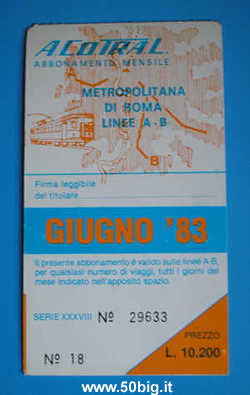 ACOTRAL
ABBONAMENTO MENSILE
METROPOLITANA
DI ROMA
LINEE A-B
A
B
Firma leggibile
del titolare
GIUGNO '83
Il presente abbonamento è valido sulle linee A-B,
per qualsiasi numero di viaggi, tutti i giorni del
mese indicato nell'apposito spazio.
SERIE XXXVIII Nº 29633
PREZZO
Nº 18
L. 10.200
www.50big.it